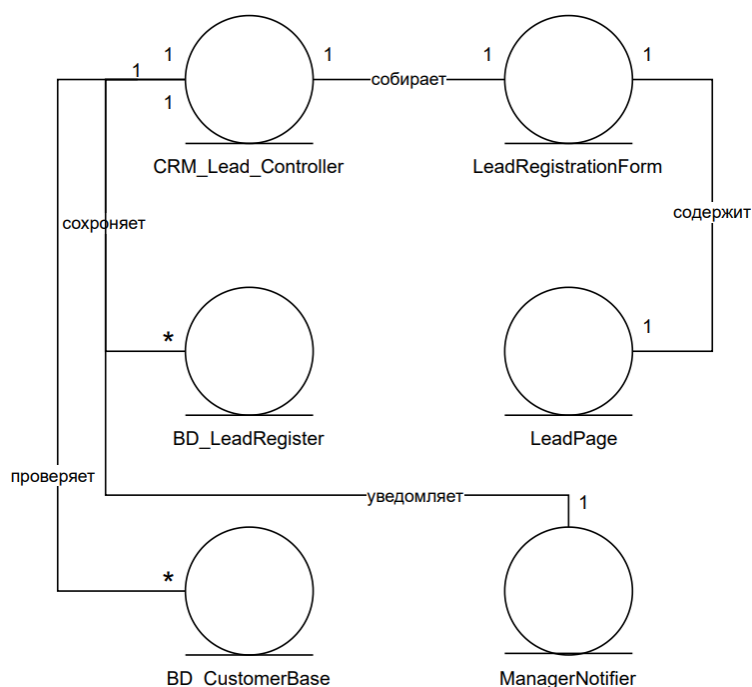 1 1 1 1
1
собирает
1
CRM_Lead_Controller LeadRegistrationForm
содержит
сохроняет
* 1
BD_LeadRegister LeadPage
проверяет
уведомляет
1
*
BD_CustomerBase ManagerNotifier